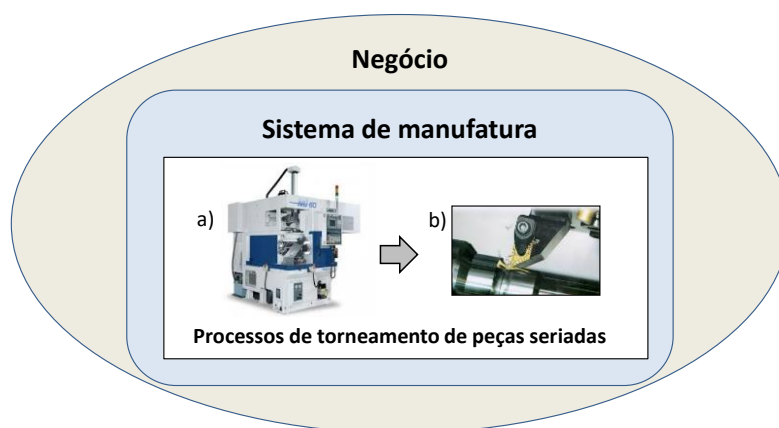 Negócio
Sistema de manufatura
a)
b)
Processos de torneamento de peças seriadas